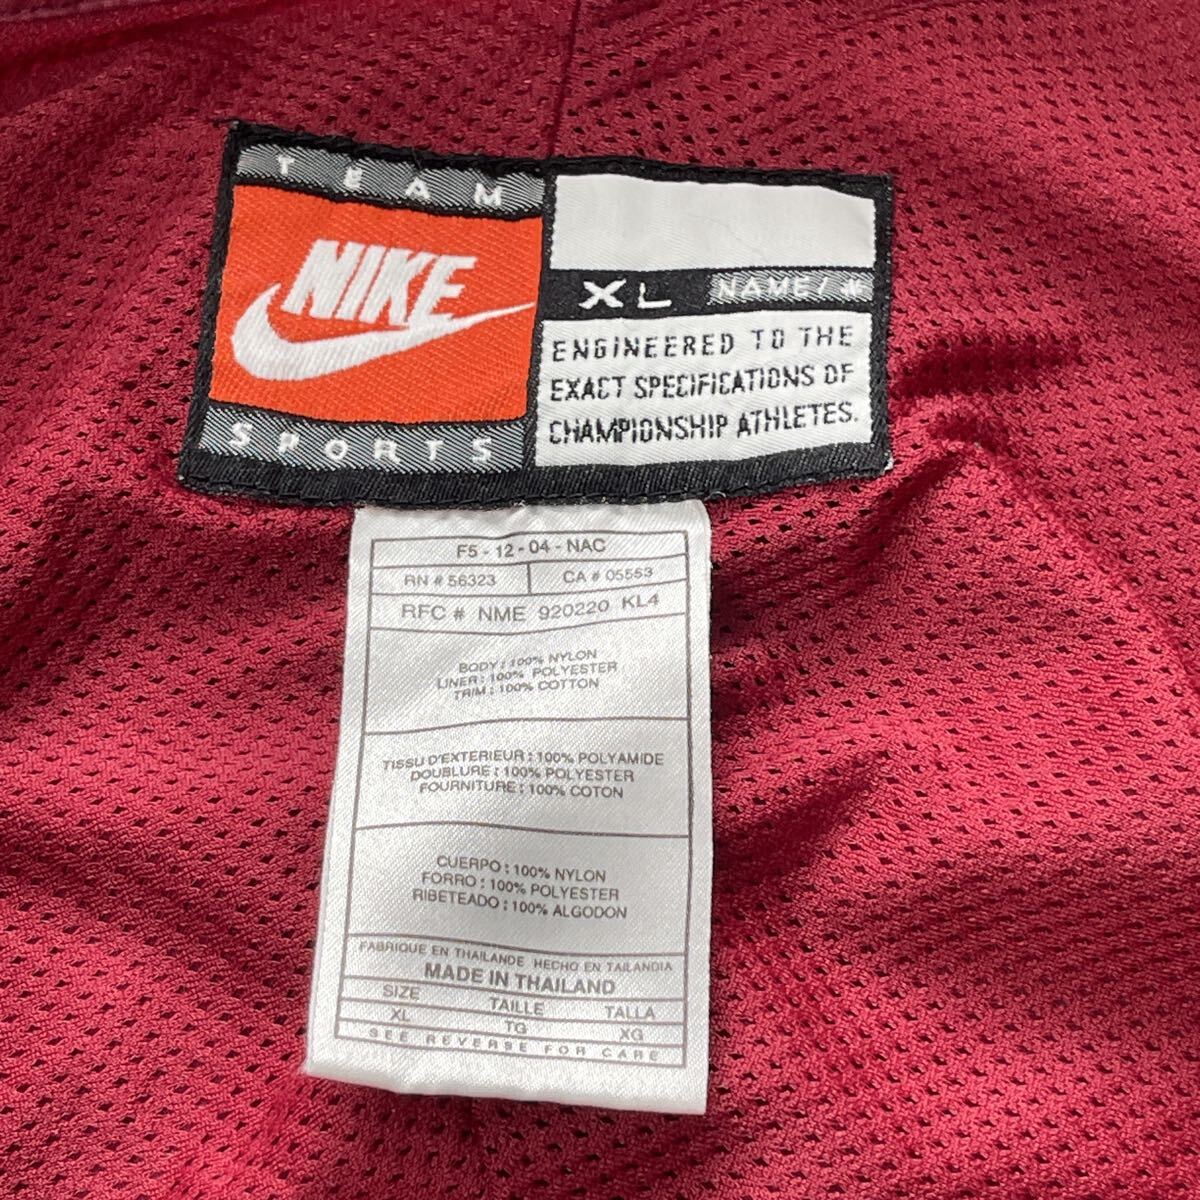 TEAM
NIKE
SPORTS
XL NAME/#
ENGINEERED TO THE
EXACT SPECIFICATIONS OF
CHAMPIONSHIP ATHLETES.
F5-12-04-NAC
RN # 56323 CA # 05553
RFC # NME 920220 KL4
BODY : 100% NYLON
LINER : 100% POLYESTER
TRIM : 100% COTTON
TISSU D'EXTERIEUR : 100% POLYAMIDE
DOUBLURE : 100% POLYESTER
FOURNITURE : 100% COTON
CUERPO : 100% NYLON
FORRO : 100% POLYESTER
RIBETEADO : 100% ALGODON
FABRIQUE EN THAILANDE HECHO EN TAILANDIA
MADE IN THAILAND
SIZE TAILLE TALLA
XL TG XG
SEE REVERSE FOR CARE